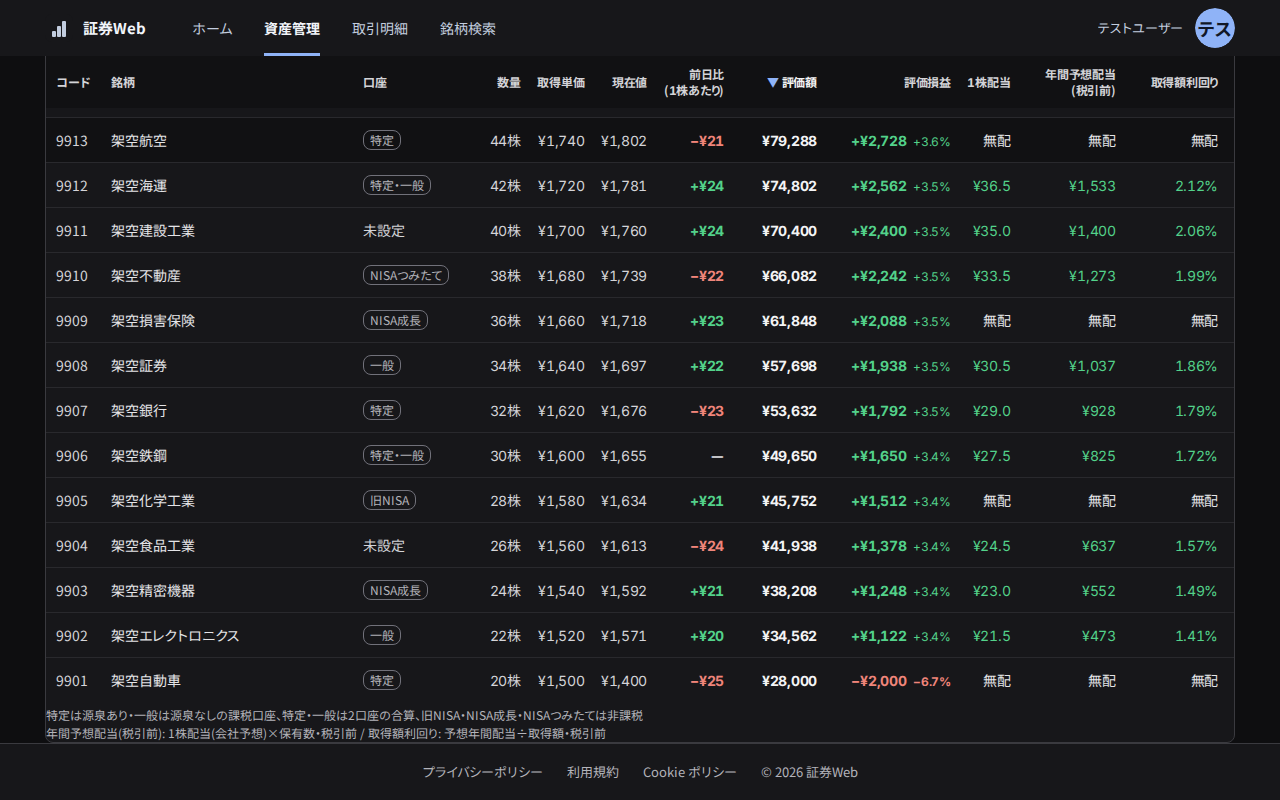 証券Web ホーム 資産管理 取引明細 銘柄検索 テストユーザー テス
コード 銘柄 口座 数量 取得単価 現在値 前日比 (1株あたり) ▼ 評価額 評価損益 1株配当 年間予想配当 (税引前) 取得額利回り
9913 架空航空 特定 44株 ¥1,740 ¥1,802 −¥21 ¥79,288 +¥2,728 +3.6% 無配 無配 無配
9912 架空海運 特定・一般 42株 ¥1,720 ¥1,781 +¥24 ¥74,802 +¥2,562 +3.5% ¥36.5 ¥1,533 2.12%
9911 架空建設工業 未設定 40株 ¥1,700 ¥1,760 +¥24 ¥70,400 +¥2,400 +3.5% ¥35.0 ¥1,400 2.06%
9910 架空不動産 NISAつみたて 38株 ¥1,680 ¥1,739 −¥22 ¥66,082 +¥2,242 +3.5% ¥33.5 ¥1,273 1.99%
9909 架空損害保険 NISA成長 36株 ¥1,660 ¥1,718 +¥23 ¥61,848 +¥2,088 +3.5% 無配 無配 無配
9908 架空証券 一般 34株 ¥1,640 ¥1,697 +¥22 ¥57,698 +¥1,938 +3.5% ¥30.5 ¥1,037 1.86%
9907 架空銀行 特定 32株 ¥1,620 ¥1,676 −¥23 ¥53,632 +¥1,792 +3.5% ¥29.0 ¥928 1.79%
9906 架空鉄鋼 特定・一般 30株 ¥1,600 ¥1,655 — ¥49,650 +¥1,650 +3.4% ¥27.5 ¥825 1.72%
9905 架空化学工業 旧NISA 28株 ¥1,580 ¥1,634 +¥21 ¥45,752 +¥1,512 +3.4% 無配 無配 無配
9904 架空食品工業 未設定 26株 ¥1,560 ¥1,613 −¥24 ¥41,938 +¥1,378 +3.4% ¥24.5 ¥637 1.57%
9903 架空精密機器 NISA成長 24株 ¥1,540 ¥1,592 +¥21 ¥38,208 +¥1,248 +3.4% ¥23.0 ¥552 1.49%
9902 架空エレクトロニクス 一般 22株 ¥1,520 ¥1,571 +¥20 ¥34,562 +¥1,122 +3.4% ¥21.5 ¥473 1.41%
9901 架空自動車 特定 20株 ¥1,500 ¥1,400 −¥25 ¥28,000 −¥2,000 −6.7% 無配 無配 無配
特定は源泉あり・一般は源泉なしの課税口座、特定・一般は2口座の合算、旧NISA・NISA成長・NISAつみたては非課税
年間予想配当(税引前): 1株配当(会社予想)×保有数・税引前 / 取得額利回り: 予想年間配当÷取得額・税引前
プライバシーポリシー 利用規約 Cookie ポリシー © 2026 証券Web